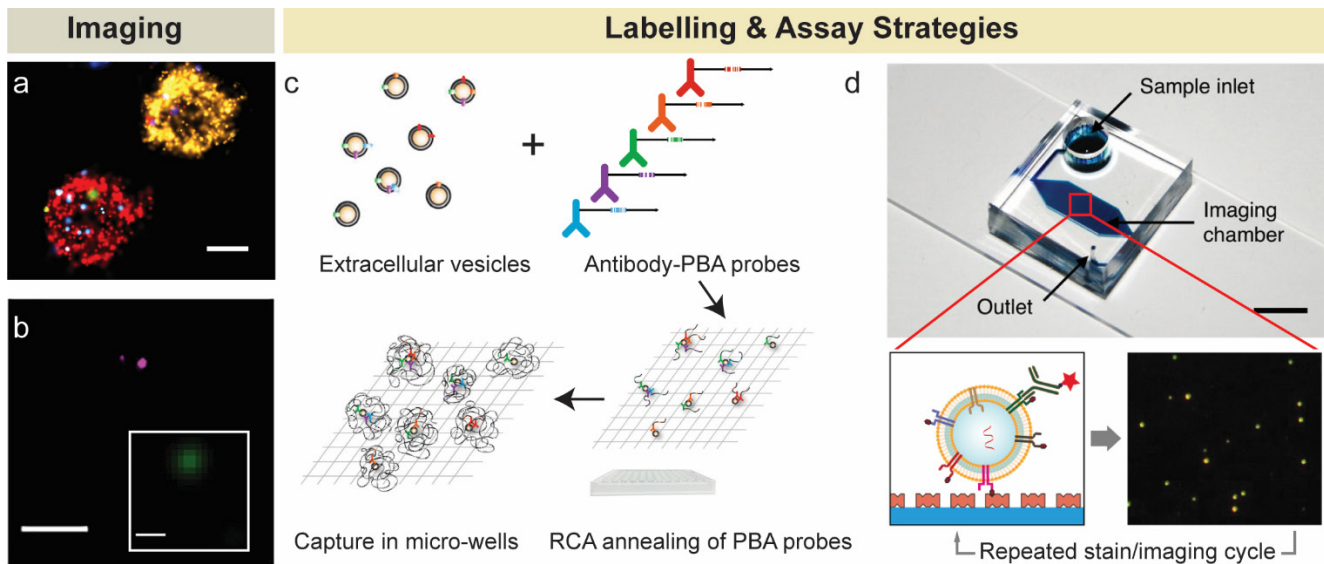 Imaging
Labelling & Assay Strategies
a
b
c
Extracellular vesicles
+
Antibody-PBA probes
Capture in micro-wells
RCA annealing of PBA probes
d
Sample inlet
Imaging
chamber
Outlet
Repeated stain/imaging cycle